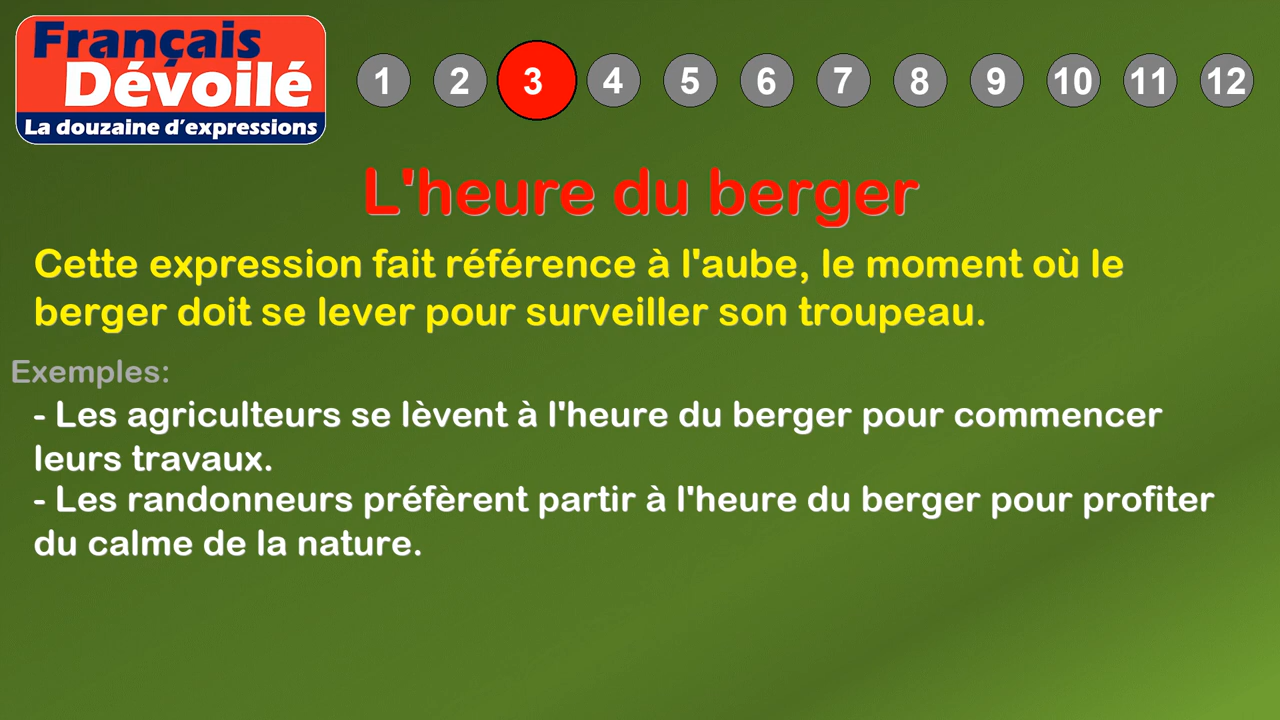 Français
Dévoilé
La douzaine d'expressions
1 2 3 4 5 6 7 8 9 10 11 12
L'heure du berger
Cette expression fait référence à l'aube, le moment où le
berger doit se lever pour surveiller son troupeau.
Exemples:
- Les agriculteurs se lèvent à l'heure du berger pour commencer
leurs travaux.
- Les randonneurs préfèrent partir à l'heure du berger pour profiter
du calme de la nature.